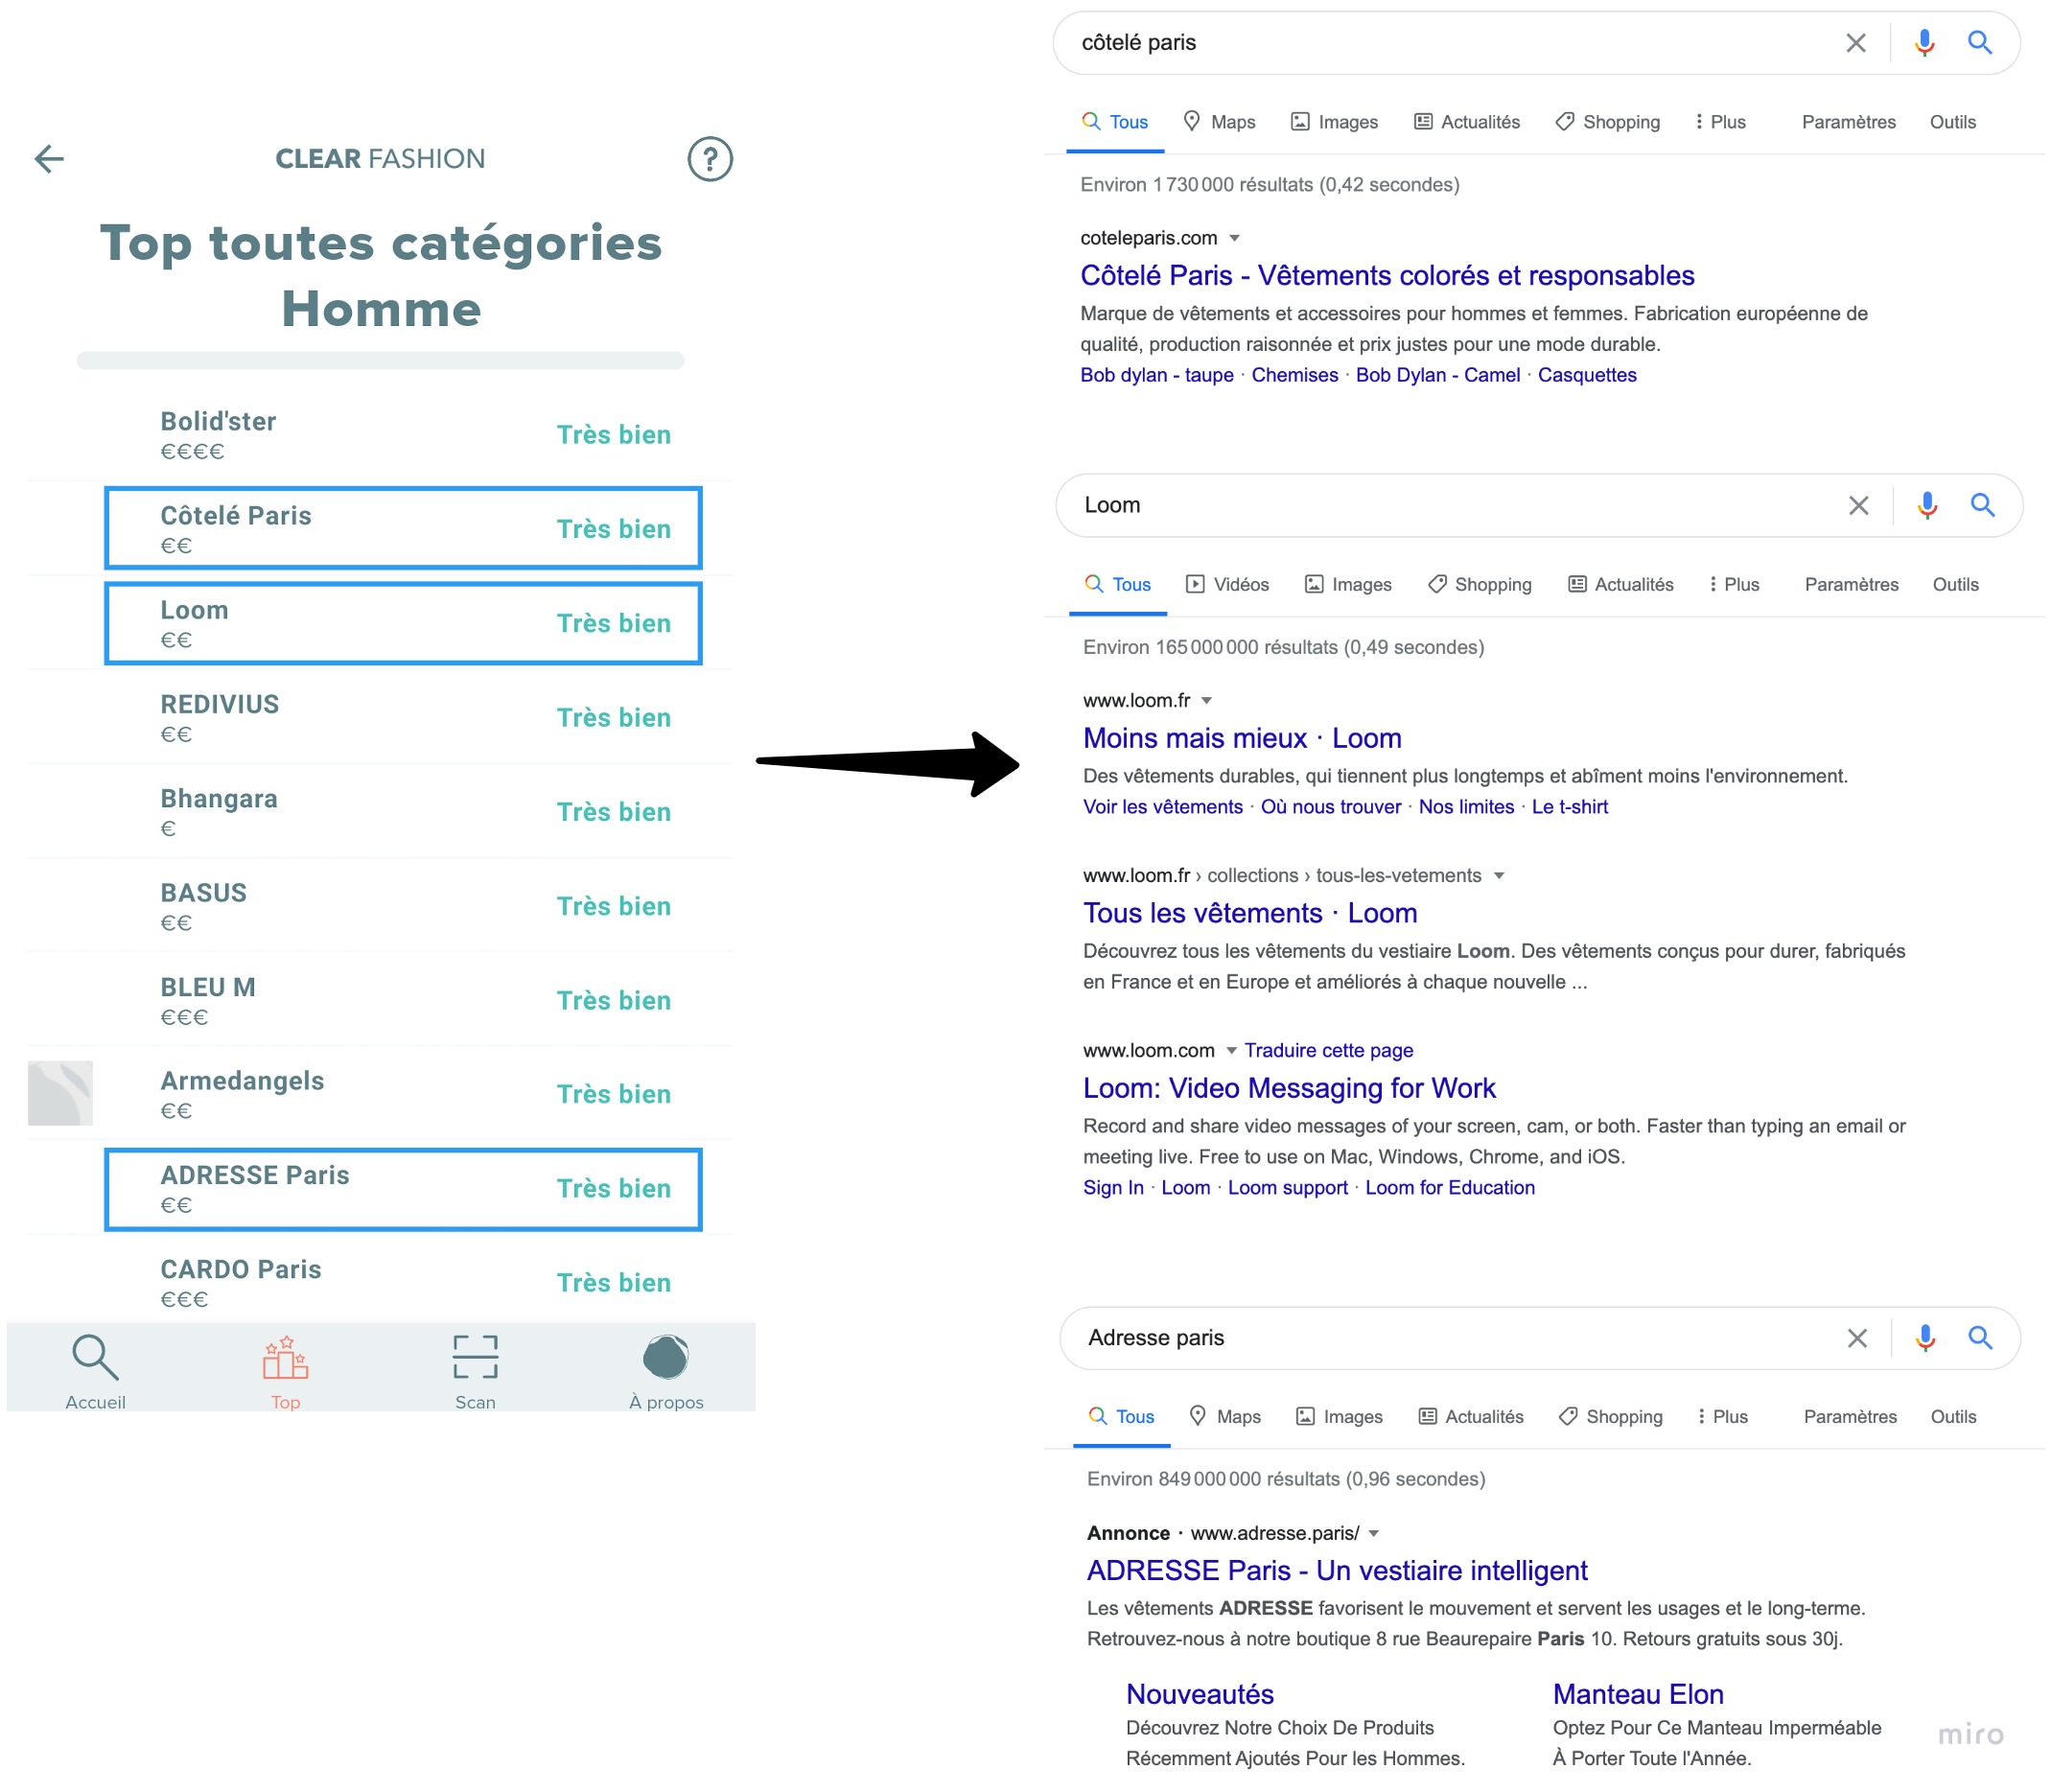 CLEAR FASHION
?
Top toutes catégories
Homme
Bolid'ster
Très bien
€€€€
Côtelé Paris
Très bien
€€
Loom
Très bien
€€
REDIVIUS
Très bien
€€
Bhangara
Très bien
€
BASUS
Très bien
€€
BLEU M
Très bien
€€€
Armedangels
Très bien
€€
ADRESSE Paris
Très bien
€€
CARDO Paris
Très bien
€€€
Accueil
Top
Scan
À propos
côtelé paris
Tous Maps Images Actualités Shopping Plus Paramètres Outils
Environ 1 730 000 résultats (0,42 secondes)
coteleparis.com
Côtelé Paris - Vêtements colorés et responsables
Marque de vêtements et accessoires pour hommes et femmes. Fabrication européenne de
qualité, production raisonnée et prix justes pour une mode durable.
Bob dylan - taupe · Chemises · Bob Dylan - Camel · Casquettes
Loom
Tous Vidéos Images Shopping Actualités Plus Paramètres Outils
Environ 165 000 000 résultats (0,49 secondes)
www.loom.fr
Moins mais mieux · Loom
Des vêtements durables, qui tiennent plus longtemps et abîment moins l'environnement.
Voir les vêtements · Où nous trouver · Nos limites · Le t-shirt
www.loom.fr › collections › tous-les-vetements
Tous les vêtements · Loom
Découvrez tous les vêtements du vestiaire Loom. Des vêtements conçus pour durer, fabriqués
en France et en Europe et améliorés à chaque nouvelle ...
www.loom.com Traduire cette page
Loom: Video Messaging for Work
Record and share video messages of your screen, cam, or both. Faster than typing an email or
meeting live. Free to use on Mac, Windows, Chrome, and iOS.
Sign In · Loom · Loom support · Loom for Education
Adresse paris
Tous Maps Images Actualités Shopping Plus Paramètres Outils
Environ 849 000 000 résultats (0,96 secondes)
Annonce · www.adresse.paris/
ADRESSE Paris - Un vestiaire intelligent
Les vêtements ADRESSE favorisent le mouvement et servent les usages et le long-terme.
Retrouvez-nous à notre boutique 8 rue Beaurepaire Paris 10. Retours gratuits sous 30j.
Nouveautés
Découvrez Notre Choix De Produits
Récemment Ajoutés Pour les Hommes.
Manteau Elon
Optez Pour Ce Manteau Imperméable
À Porter Toute l'Année.
miro